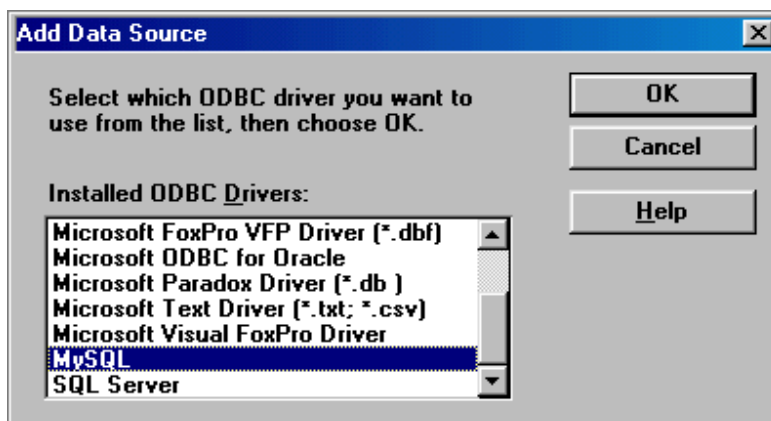 Add Data Source
Select which ODBC driver you want to
use from the list, then choose OK.
OK
Cancel
Help
Installed ODBC Drivers:
Microsoft FoxPro VFP Driver (*.dbf)
Microsoft ODBC for Oracle
Microsoft Paradox Driver (*.db )
Microsoft Text Driver (*.txt; *.csv)
Microsoft Visual FoxPro Driver
MySQL
SQL Server